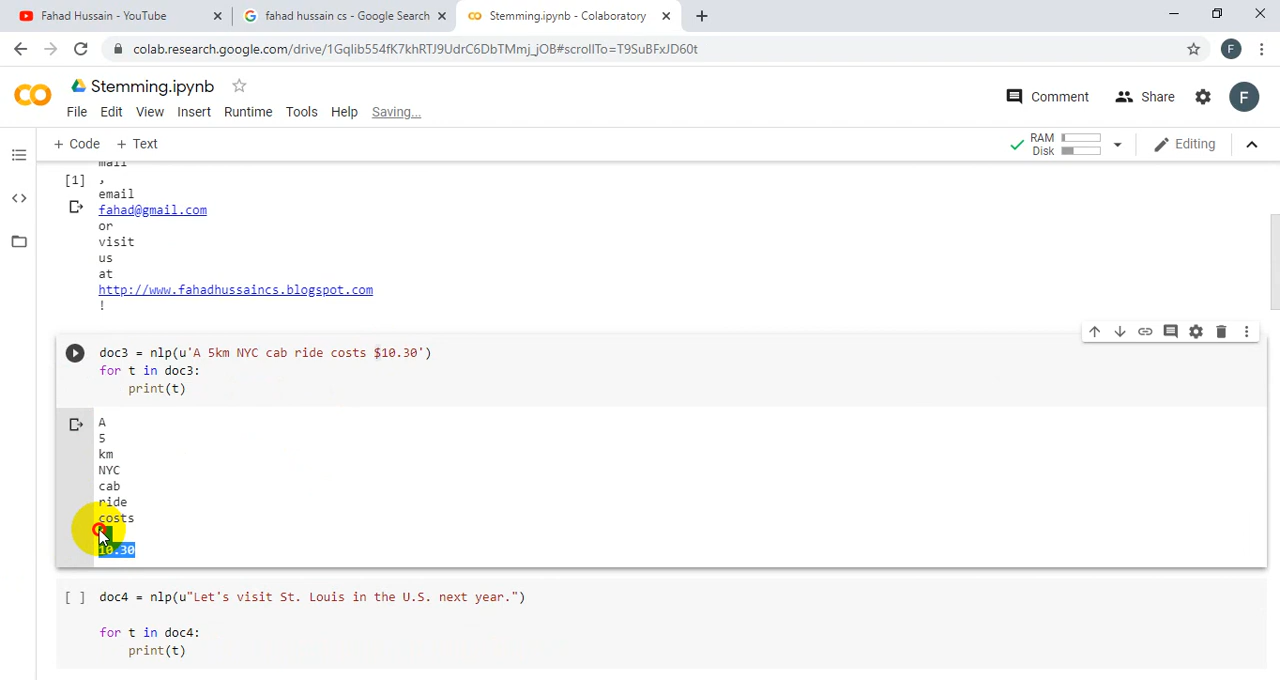 Fahad Hussain - YouTube
fahad hussain cs - Google Search
Stemming.ipynb - Colaboratory
colab.research.google.com/drive/1Gqlib554fK7khRTJ9UdrC6DbTMmj_jOB#scrollTo=T9SuBFxJD60t
F
Stemming.ipynb
Comment
Share
F
File Edit View Insert Runtime Tools Help Saving...
+ Code + Text
RAM
Disk
Editing
mail
[1] ,
email
fahad@gmail.com
or
visit
us
at
http://www.fahadhussaincs.blogspot.com
!
doc3 = nlp(u'A 5km NYC cab ride costs $10.30')
for t in doc3:
print(t)
A
5
km
NYC
cab
ride
costs
10.30
[ ] doc4 = nlp(u"Let's visit St. Louis in the U.S. next year.")
for t in doc4:
print(t)